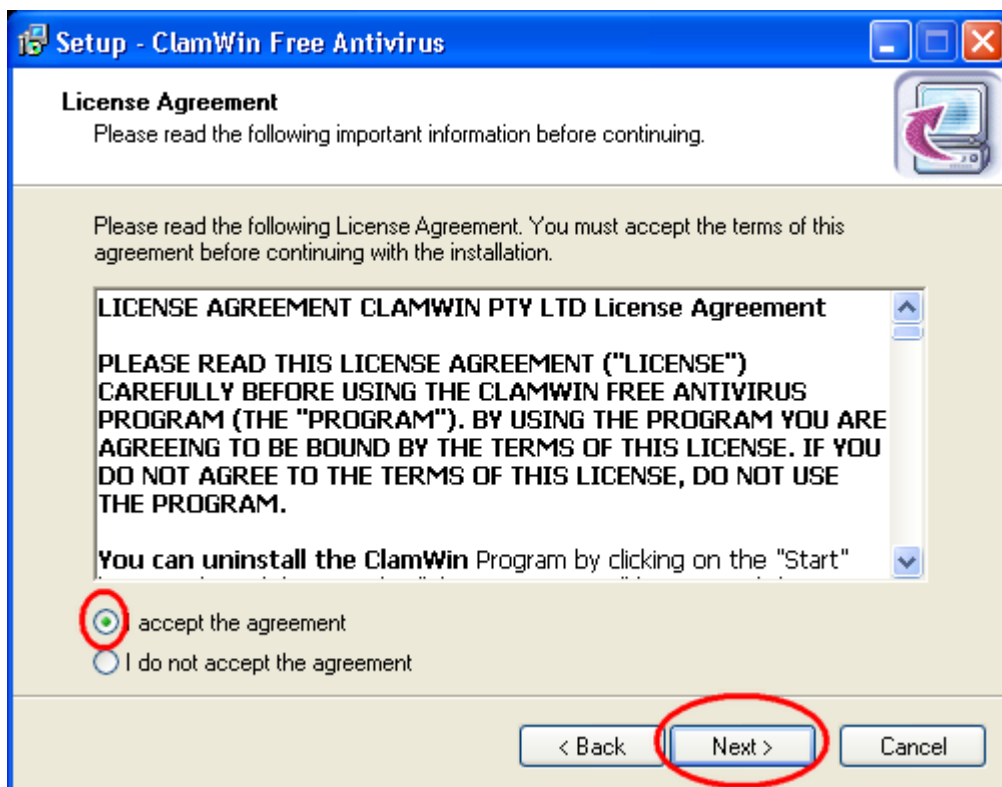 Setup - ClamWin Free Antivirus
License Agreement
Please read the following important information before continuing.
Please read the following License Agreement. You must accept the terms of this
agreement before continuing with the installation.
LICENSE AGREEMENT CLAMWIN PTY LTD License Agreement
PLEASE READ THIS LICENSE AGREEMENT ("LICENSE")
CAREFULLY BEFORE USING THE CLAMWIN FREE ANTIVIRUS
PROGRAM (THE "PROGRAM"). BY USING THE PROGRAM YOU ARE
AGREEING TO BE BOUND BY THE TERMS OF THIS LICENSE. IF YOU
DO NOT AGREE TO THE TERMS OF THIS LICENSE, DO NOT USE
THE PROGRAM.
You can uninstall the ClamWin Program by clicking on the "Start"
I accept the agreement
I do not accept the agreement
< Back Next > Cancel